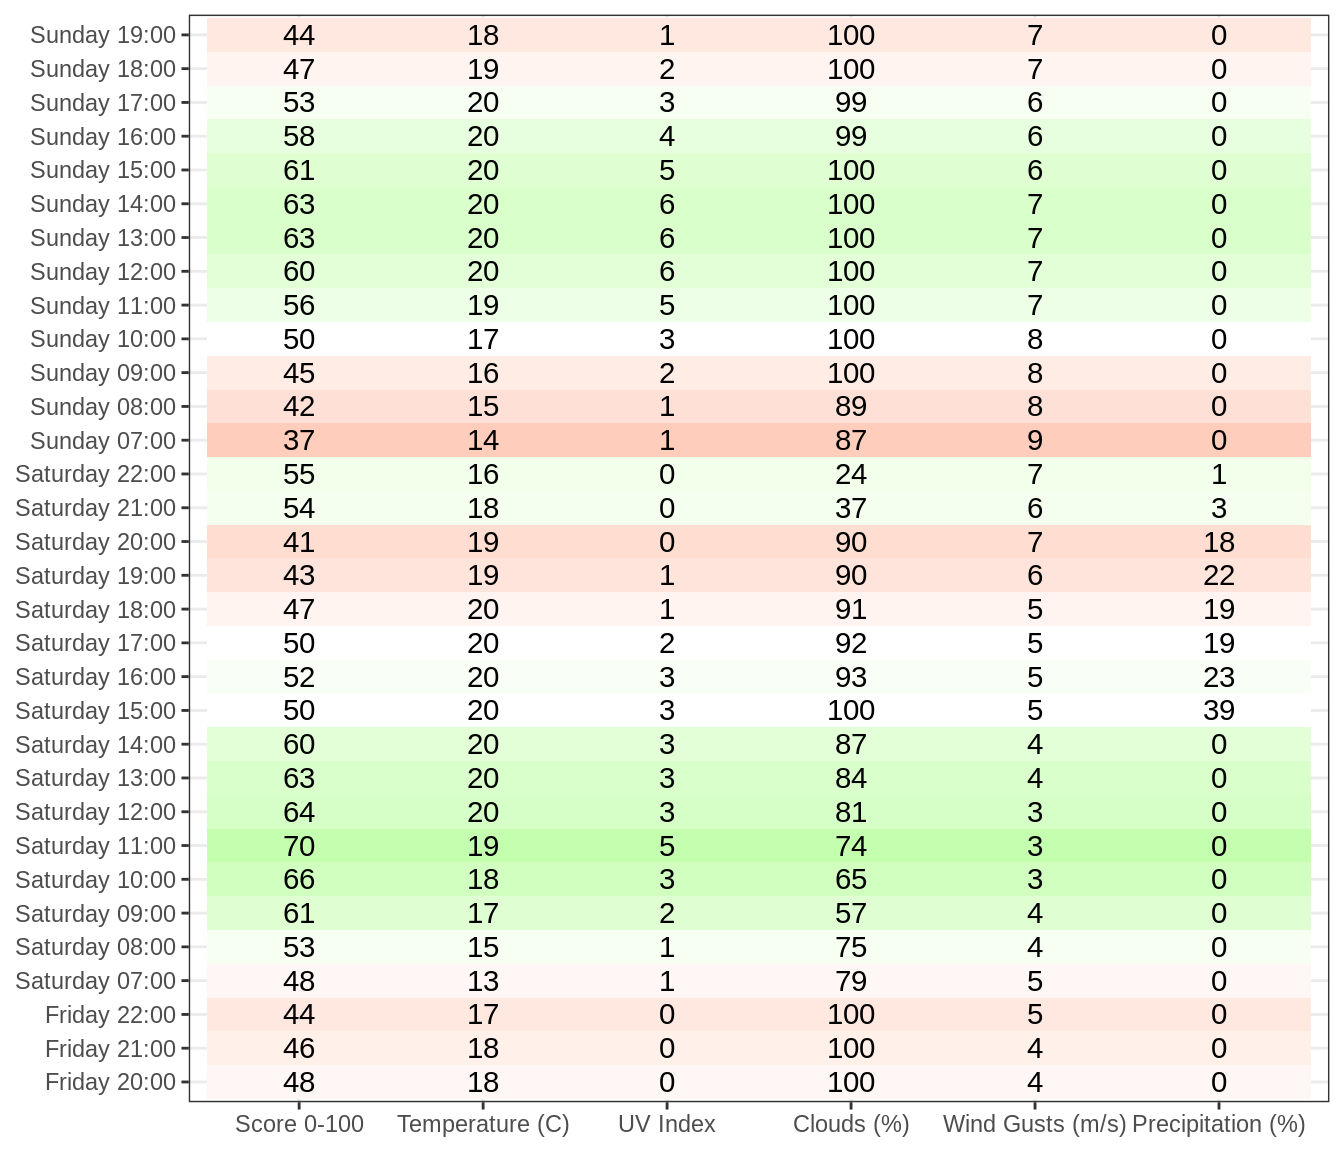 Sunday 19:00 44 18 1 100 7 0
Sunday 18:00 47 19 2 100 7 0
Sunday 17:00 53 20 3 99 6 0
Sunday 16:00 58 20 4 99 6 0
Sunday 15:00 61 20 5 100 6 0
Sunday 14:00 63 20 6 100 7 0
Sunday 13:00 63 20 6 100 7 0
Sunday 12:00 60 20 6 100 7 0
Sunday 11:00 56 19 5 100 7 0
Sunday 10:00 50 17 3 100 8 0
Sunday 09:00 45 16 2 100 8 0
Sunday 08:00 42 15 1 89 8 0
Sunday 07:00 37 14 1 87 9 0
Saturday 22:00 55 16 0 24 7 1
Saturday 21:00 54 18 0 37 6 3
Saturday 20:00 41 19 0 90 7 18
Saturday 19:00 43 19 1 90 6 22
Saturday 18:00 47 20 1 91 5 19
Saturday 17:00 50 20 2 92 5 19
Saturday 16:00 52 20 3 93 5 23
Saturday 15:00 50 20 3 100 5 39
Saturday 14:00 60 20 3 87 4 0
Saturday 13:00 63 20 3 84 4 0
Saturday 12:00 64 20 3 81 3 0
Saturday 11:00 70 19 5 74 3 0
Saturday 10:00 66 18 3 65 3 0
Saturday 09:00 61 17 2 57 4 0
Saturday 08:00 53 15 1 75 4 0
Saturday 07:00 48 13 1 79 5 0
Friday 22:00 44 17 0 100 5 0
Friday 21:00 46 18 0 100 4 0
Friday 20:00 48 18 0 100 4 0
Score 0-100 Temperature (C) UV Index Clouds (%) Wind Gusts (m/s) Precipitation (%)